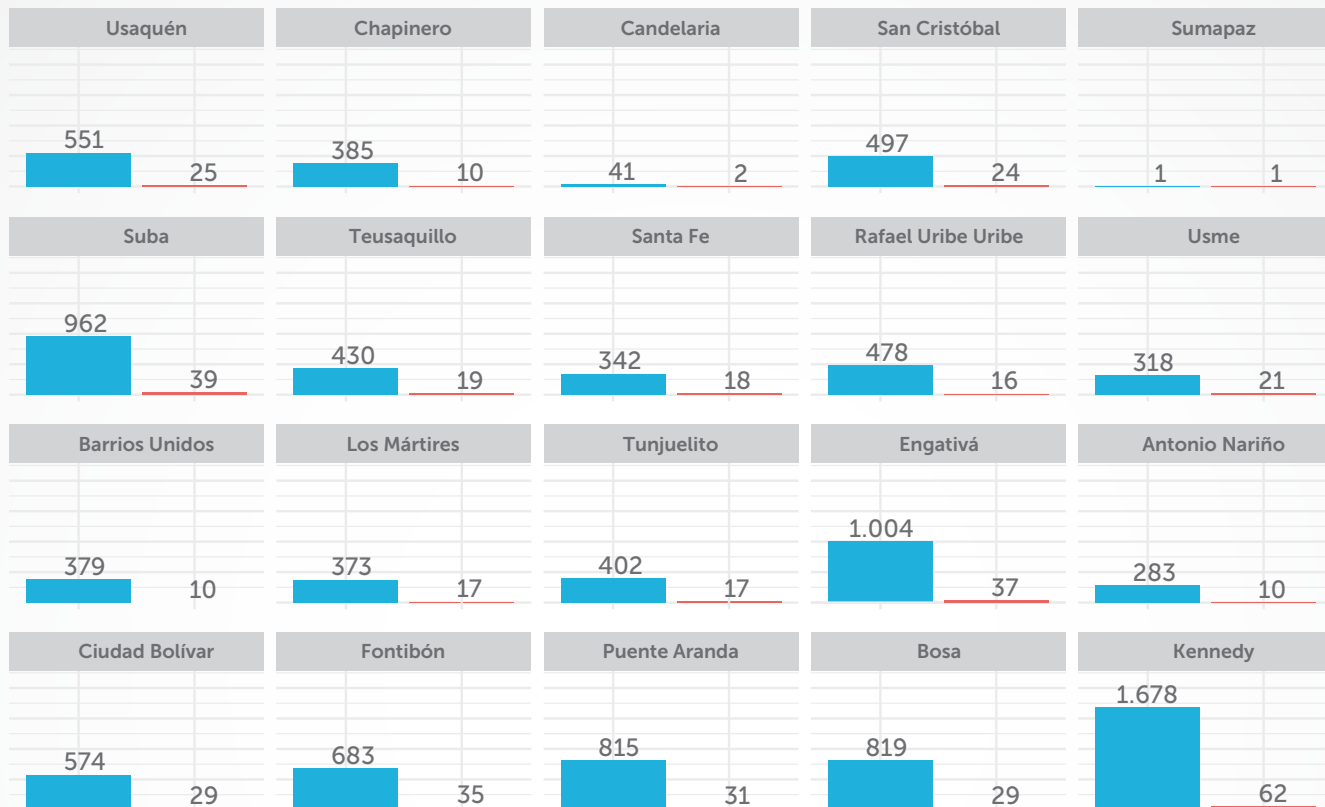 Usaquén
Chapinero
Candelaria
San Cristóbal
Sumapaz
551
25
385
10
41
2
497
24
1
1
Suba
Teusaquillo
Santa Fe
Rafael Uribe Uribe
Usme
962
39
430
19
342
18
478
16
318
21
Barrios Unidos
Los Mártires
Tunjuelito
Engativá
Antonio Nariño
379
10
373
17
402
17
1.004
37
283
10
Ciudad Bolívar
Fontibón
Puente Aranda
Bosa
Kennedy
574
29
683
35
815
31
819
29
1.678
62